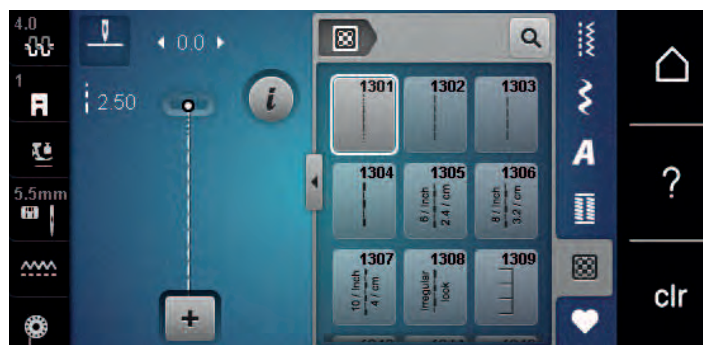 4.0
1
5.5mm
0.0
2.50
i
1301
1302
1303
1304
1305
6 / Inch
2.4 / cm
1306
8 / Inch
3.2 / cm
1307
10 / Inch
4 / cm
1308
irregular
look
1309
A
?
clr